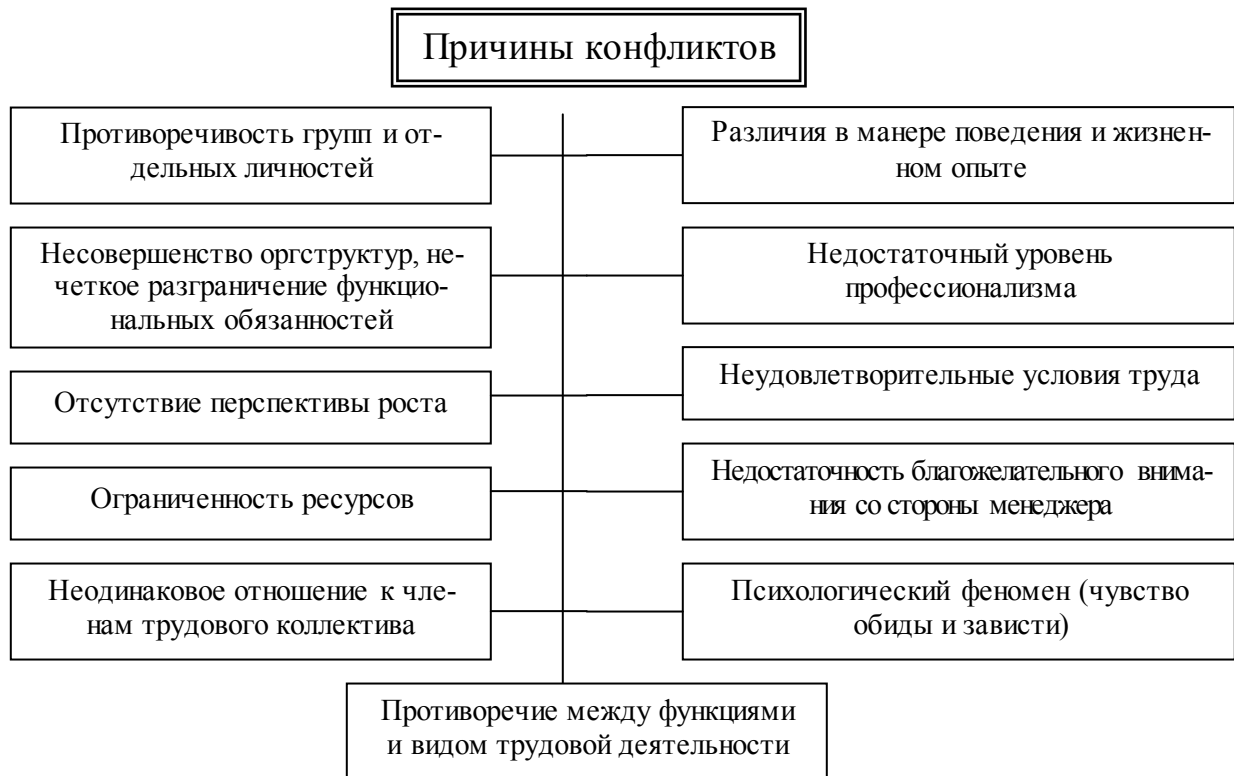 Причины конфликтов
Противоречивость групп и от-
дельных личностей
Различия в манере поведения и жизнен-
ном опыте
Несовершенство оргструктур, не-
четкое разграничение функцио-
нальных обязанностей
Недостаточный уровень
профессионализма
Отсутствие перспективы роста
Неудовлетворительные условия труда
Ограниченность ресурсов
Недостаточность благожелательного внима-
ния со стороны менеджера
Неодинаковое отношение к чле-
нам трудового коллектива
Психологический феномен (чувство
обиды и зависти)
Противоречие между функциями
и видом трудовой деятельности